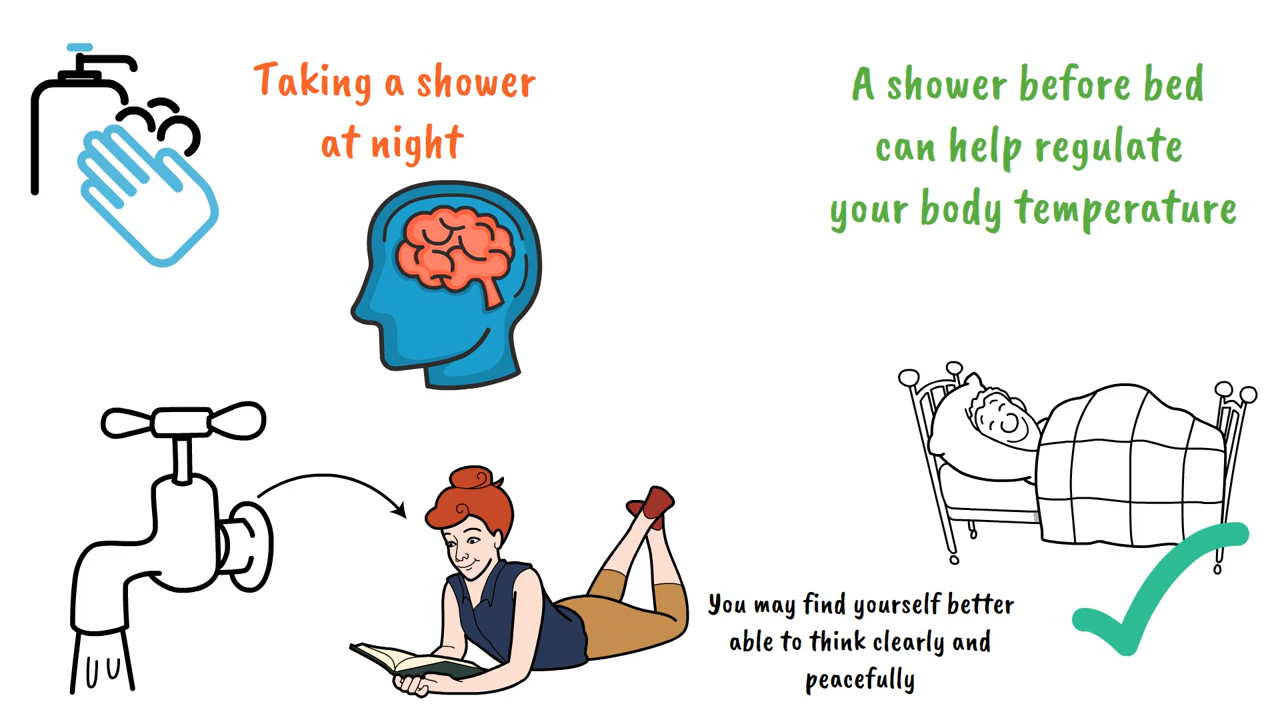 Taking a shower
at night
A shower before bed
can help regulate
your body temperature
You may find yourself better
able to think clearly and
peacefully